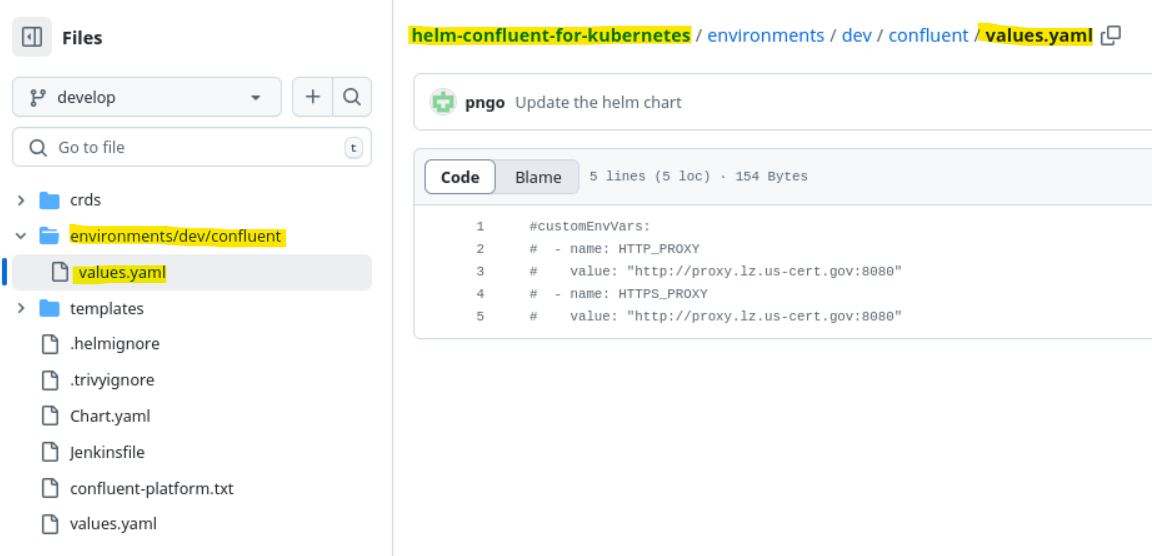 Files
develop
Go to file
t
crds
environments/dev/confluent
values.yaml
templates
.helmignore
.trivyignore
Chart.yaml
Jenkinsfile
confluent-platform.txt
values.yaml
helm-confluent-for-kubernetes / environments / dev / confluent / values.yaml
pngo Update the helm chart
Code Blame 5 lines (5 loc) · 154 Bytes
1 #customEnvVars:
2 #  - name: HTTP_PROXY
3 #    value: "http://proxy.lz.us-cert.gov:8080"
4 #  - name: HTTPS_PROXY
5 #    value: "http://proxy.lz.us-cert.gov:8080"